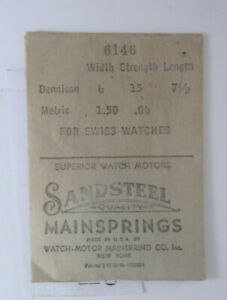 6146
Width Strength Length
Dennison 6 15 7½
Metric 1.50 .06
FOR SWISS WATCHES
SUPERIOR WATCH MOTORS
SANDSTEEL
QUALITY
MAINSPRINGS
MADE IN U.S.A. BY
WATCH-MOTOR MAINSPRING CO. Inc.
NEW YORK